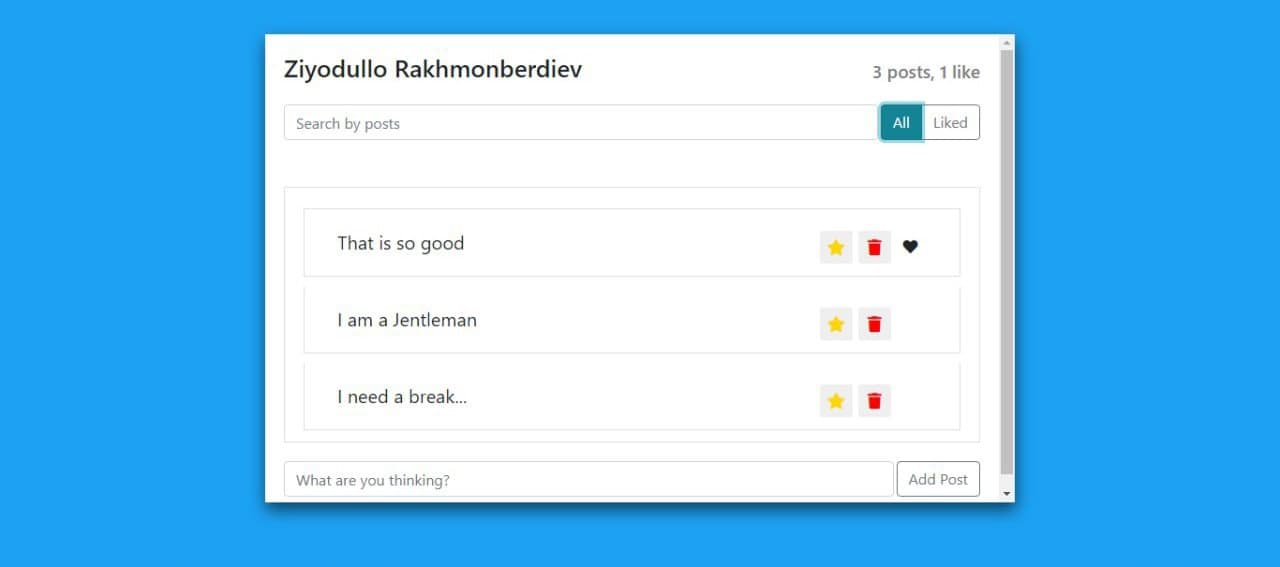 Ziyodullo Rakhmonberdiev
3 posts, 1 like
Search by posts
All
Liked
That is so good
I am a Jentleman
I need a break...
What are you thinking?
Add Post